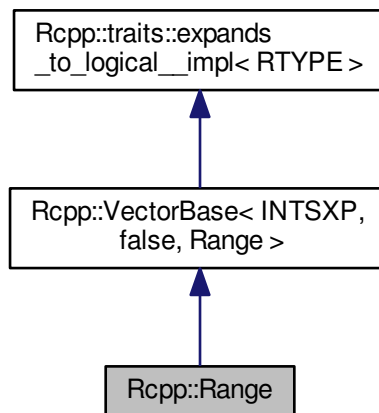 Rcpp::traits::expands
_to_logical__impl< RTYPE >
Rcpp::VectorBase< INTSXP,
false, Range >
Rcpp::Range